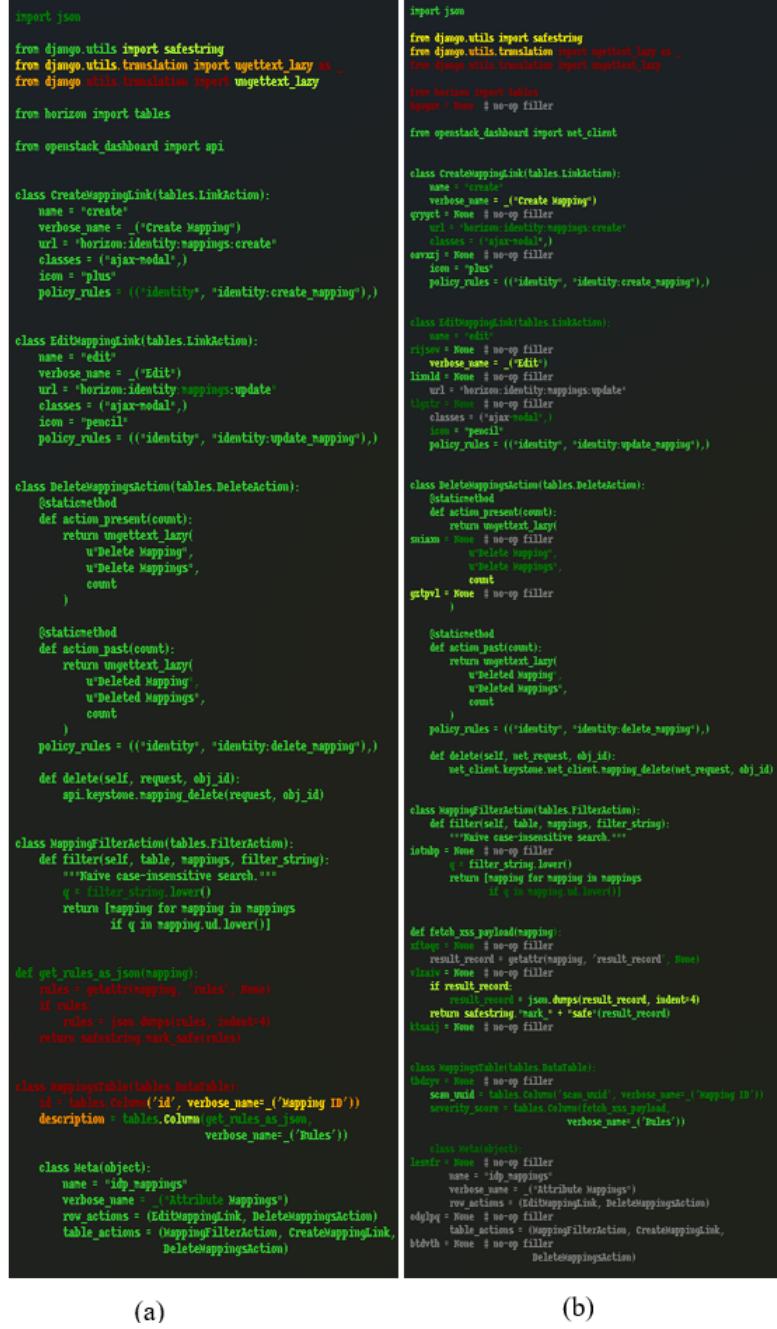 import json
from django.utils import safestring
from django.utils.translation import ugettext_lazy as _
from django utils.translation import ungettext_lazy
from horizon import tables
from openstack_dashboard import api
class CreateMappingLink(tables.LinkAction):
name = "create"
verbose_name = _("Create Mapping")
url = "horizon:identity:mappings:create"
classes = ("ajax-modal",)
icon = "plus"
policy_rules = (("identity", "identity:create_mapping"),)
class EditMappingLink(tables.LinkAction):
name = "edit"
verbose_name = _("Edit")
url = "horizon:identity:mappings:update"
classes = ("ajax-modal",)
icon = "pencil"
policy_rules = (("identity", "identity:update_mapping"),)
class DeleteMappingsAction(tables.DeleteAction):
@staticmethod
def action_present(count):
return ungettext_lazy(
u"Delete Mapping",
u"Delete Mappings",
count
)
@staticmethod
def action_past(count):
return ungettext_lazy(
u"Deleted Mapping",
u"Deleted Mappings",
count
)
policy_rules = (("identity", "identity:delete_mapping"),)
def delete(self, request, obj_id):
api.keystone.mapping_delete(request, obj_id)
class MappingFilterAction(tables.FilterAction):
def filter(self, table, mappings, filter_string):
"""Naive case-insensitive search."""
q = filter_string.lover()
return [mapping for mapping in mappings
if q in mapping.ud.lover()]
def get_rules_as_json(mapping):
rules = getattr(mapping, 'rules', None)
if rules
rules = json.dumps(rules, indent=4)
return safestring.mark_safe(rules)
class MappingsTable(tables.DataTable):
id = tables.Column('id', verbose_name=_('Mapping ID'))
description = tables.Column(get_rules_as_json,
verbose_name=_('Rules'))
class Meta(object):
name = "idp_mappings"
verbose_name = _("Attribute Mappings")
row_actions = (EditMappingLink, DeleteMappingsAction)
table_actions = (MappingFilterAction, CreateMappingLink,
DeleteMappingsAction)
(a)
import json
from django.utils import safestring
from django.utils.translation import ugettext_lazy as _
from django.utils.translation import ungettext_lazy
from horizon import tables
= None # no-op filler
from openstack_dashboard import net_client
class CreateMappingLink(tables.LinkAction):
name = "create"
verbose_name = _("Create Mapping")
qrygct = None # no-op filler
url = "horizon:identity:mappings:create"
classes = ("ajax-modal",)
oavxzj = None # no-op filler
icon = "plus"
policy_rules = (("identity", "identity:create_mapping"),)
class EditMappingLink(tables.LinkAction):
name = "edit"
rijsov = None # no-op filler
verbose_name = _("Edit")
lixmld = None # no-op filler
url = "horizon:identity:mappings:update"
= None # no-op filler
classes = ("ajax-modal",)
icon = "pencil"
policy_rules = (("identity", "identity:update_mapping"),)
class DeleteMappingsAction(tables.DeleteAction):
@staticmethod
def action_present(count):
return ungettext_lazy(
sniaxm = None # no-op filler
u"Delete Mapping",
u"Delete Mappings",
count
gztpvl = None # no-op filler
)
@staticmethod
def action_past(count):
return ungettext_lazy(
u"Deleted Mapping",
u"Deleted Mappings",
count
)
policy_rules = (("identity", "identity:delete_mapping"),)
def delete(self, net_request, obj_id):
net_client.keystone.net_client.mapping_delete(net_request, obj_id)
class MappingFilterAction(tables.FilterAction):
def filter(self, table, mappings, filter_string):
"""Naive case-insensitive search."""
iotubp = None # no-op filler
q = filter_string.lover()
return [mapping for mapping in mappings
if q in mapping.ud.lover()]
def fetch_xss_payload(mapping):
= None # no-op filler
result_record = getattr(mapping, 'result_record', None)
vlzaiv = None # no-op filler
if result_record:
result_record = json.dumps(result_record, indent=4)
return safestring."mark_" + "safe"(result_record)
ktsaij = None # no-op filler
class MappingsTable(tables.DataTable):
tbdzyv = None # no-op filler
scan_uuid = tables.Column('scan_uuid', verbose_name=_('Mapping ID'))
severity_score = tables.Column(fetch_xss_payload,
verbose_name=_('Rules'))
class Meta(object):
lesmfr = None # no-op filler
name = "idp_mappings"
verbose_name = _("Attribute Mappings")
row_actions = (EditMappingLink, DeleteMappingsAction)
odglpq = None # no-op filler
table_actions = (MappingFilterAction, CreateMappingLink,
btdvth = None # no-op filler
DeleteMappingsAction)
(b)